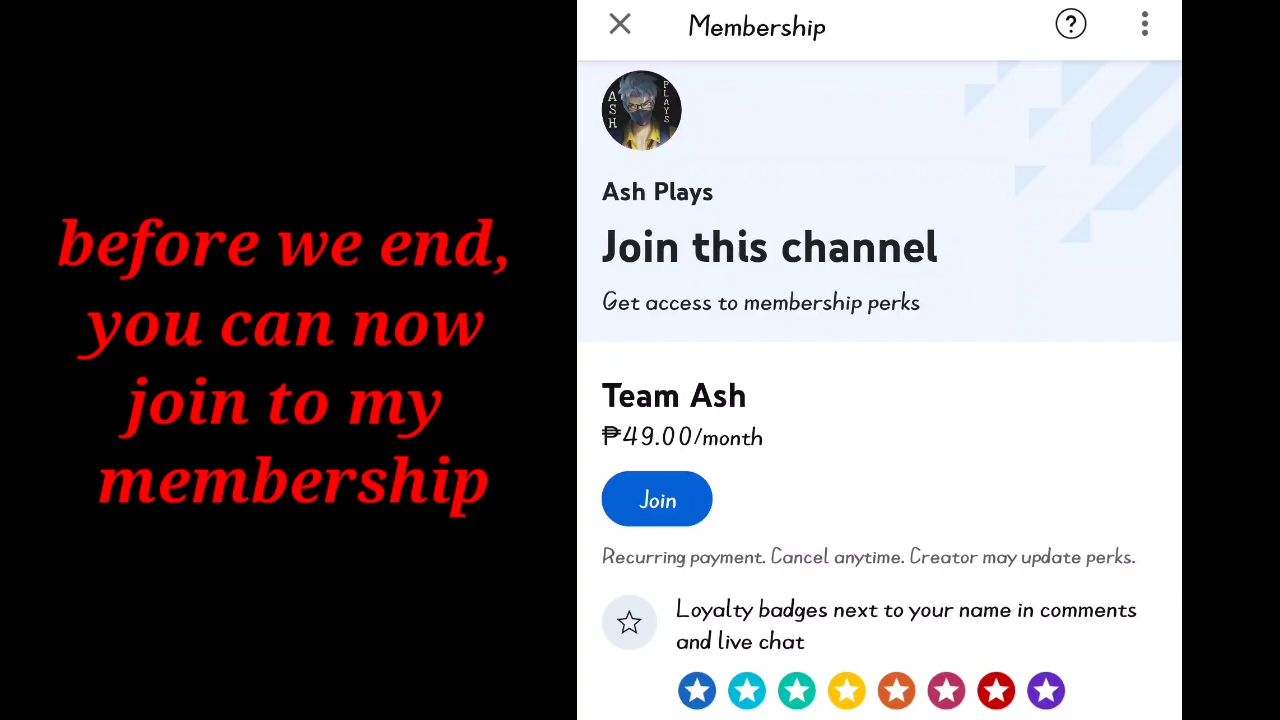 before we end,
you can now
join to my
membership
Membership
ASH
PLAYS
Ash Plays
Join this channel
Get access to membership perks
Team Ash
₱49.00/month
Join
Recurring payment. Cancel anytime. Creator may update perks.
Loyalty badges next to your name in comments
and live chat